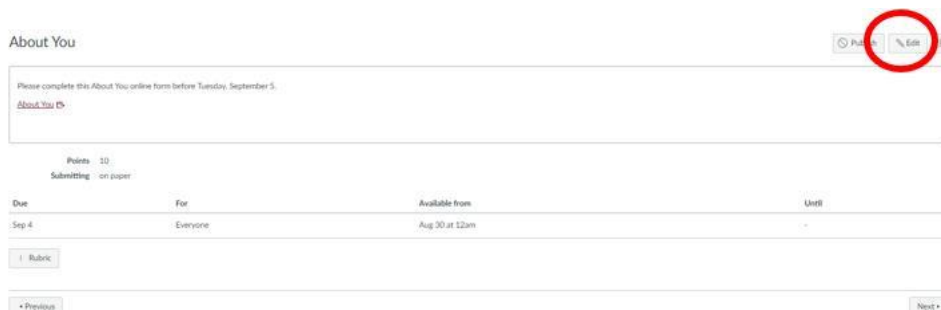 About You
Publish Edit
Please complete this About You online form before Tuesday, September 5.
About You
Points 10
Submitting on paper
Due For Available from Until
Sep 4 Everyone Aug 30 at 12am -
Rubric
Previous Next